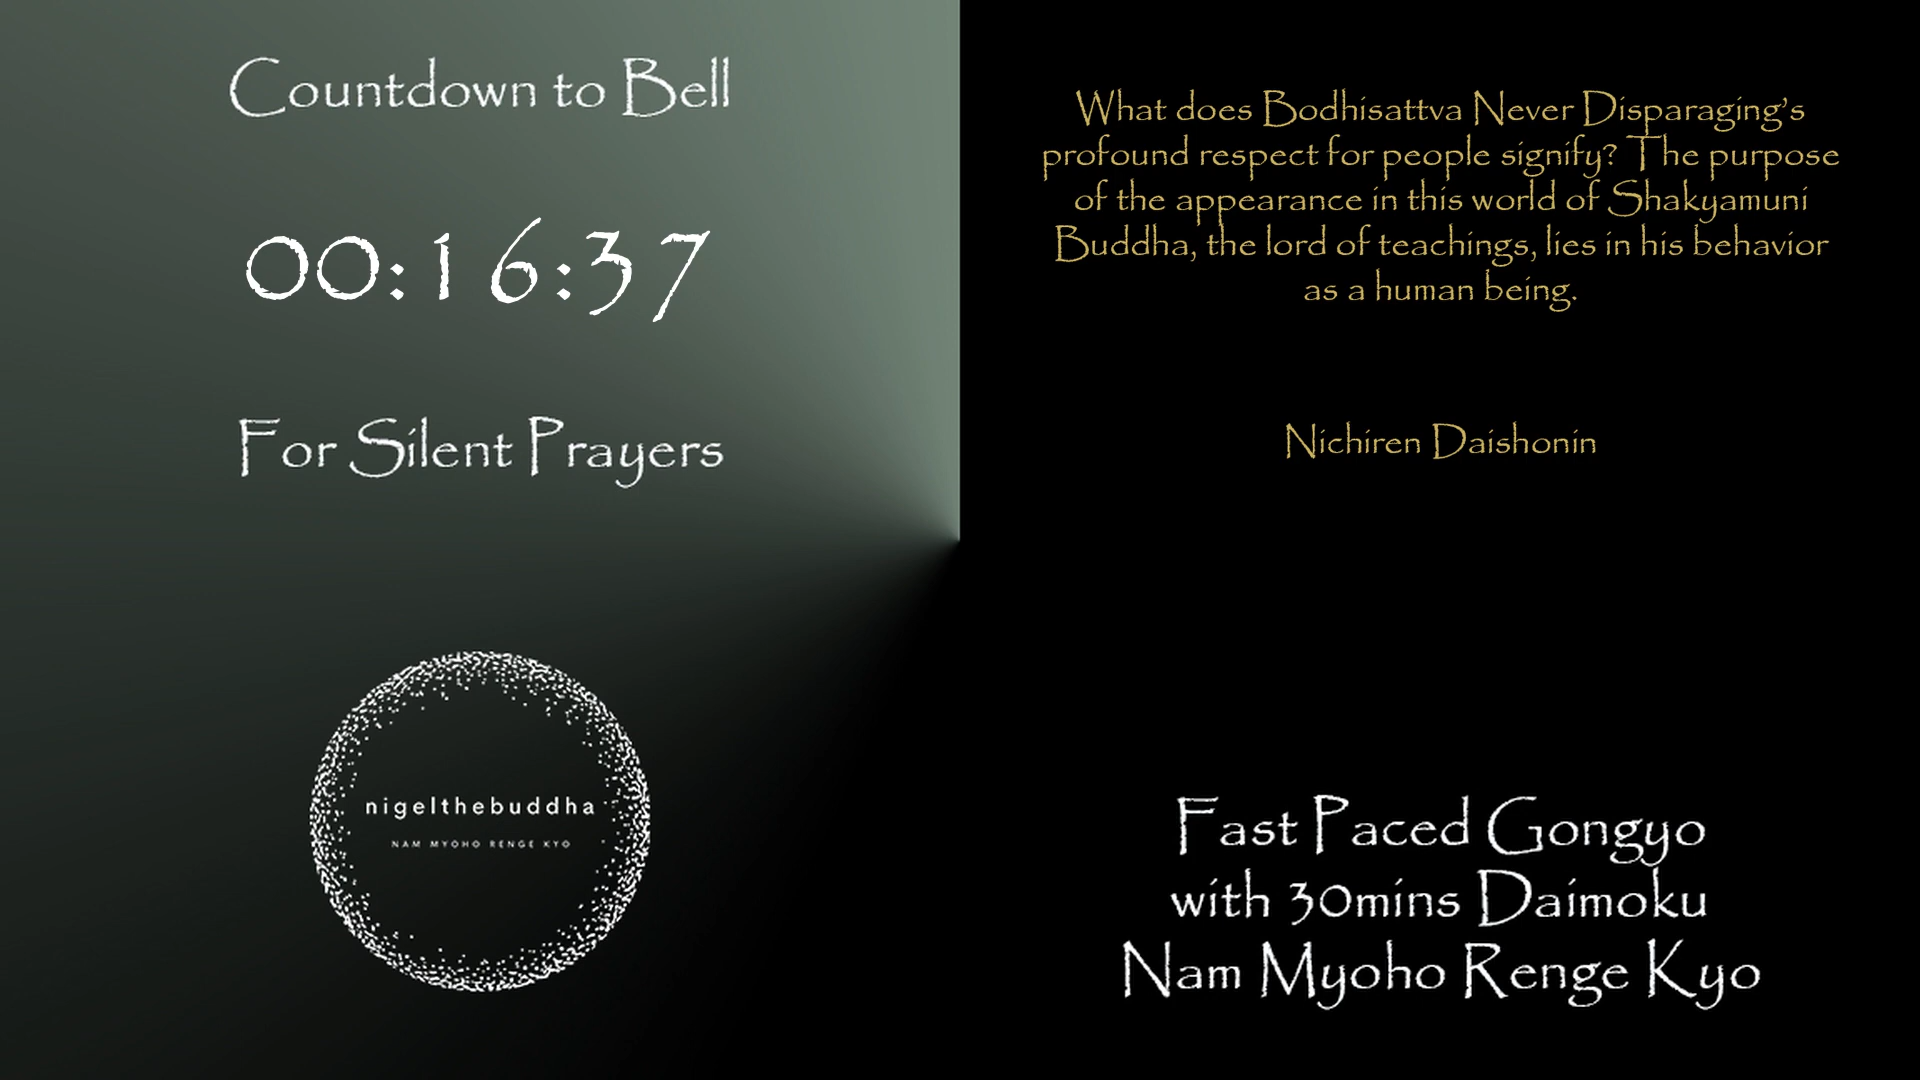 Countdown to Bell
00:16:37
For Silent Prayers
nigelthebuddha
NAM MYOHO RENGE KYO
What does Bodhisattva Never Disparaging's
profound respect for people signify? The purpose
of the appearance in this world of Shakyamuni
Buddha, the lord of teachings, lies in his behavior
as a human being.
Nichiren Daishonin
Fast Paced Gongyo
with 30mins Daimoku
Nam Myoho Renge Kyo